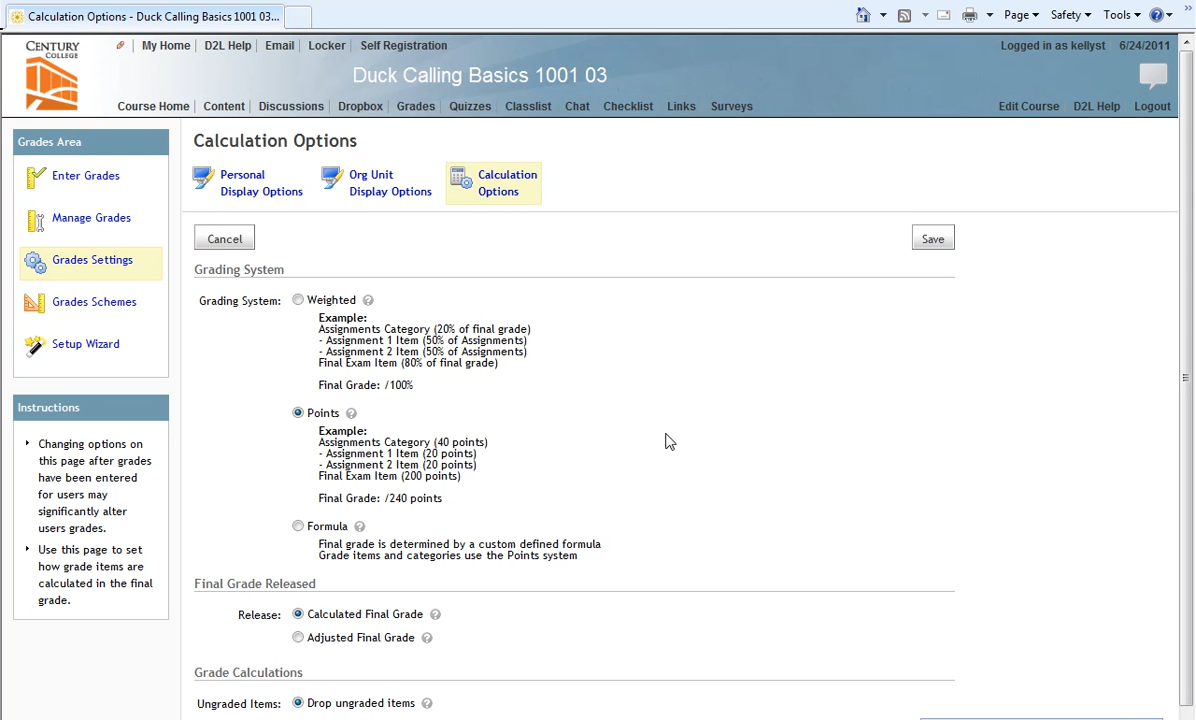 Calculation Options - Duck Calling Basics 1001 03...
Page Safety Tools
CENTURY
COLLEGE
My Home D2L Help Email Locker Self Registration
Logged in as kellyst 6/24/2011
Duck Calling Basics 1001 03
Course Home Content Discussions Dropbox Grades Quizzes Classlist Chat Checklist Links Surveys
Edit Course D2L Help Logout
Grades Area
Enter Grades
Manage Grades
Grades Settings
Grades Schemes
Setup Wizard
Instructions
Changing options on
this page after grades
have been entered
for users may
significantly alter
users grades.
Use this page to set
how grade items are
calculated in the final
grade.
Calculation Options
Personal
Display Options
Org Unit
Display Options
Calculation
Options
Cancel
Save
Grading System
Grading System: Weighted
Example:
Assignments Category (20% of final grade)
- Assignment 1 Item (50% of Assignments)
- Assignment 2 Item (50% of Assignments)
Final Exam Item (80% of final grade)
Final Grade: /100%
Points
Example:
Assignments Category (40 points)
- Assignment 1 Item (20 points)
- Assignment 2 Item (20 points)
Final Exam Item (200 points)
Final Grade: /240 points
Formula
Final grade is determined by a custom defined formula
Grade items and categories use the Points system
Final Grade Released
Release: Calculated Final Grade
Adjusted Final Grade
Grade Calculations
Ungraded Items: Drop ungraded items